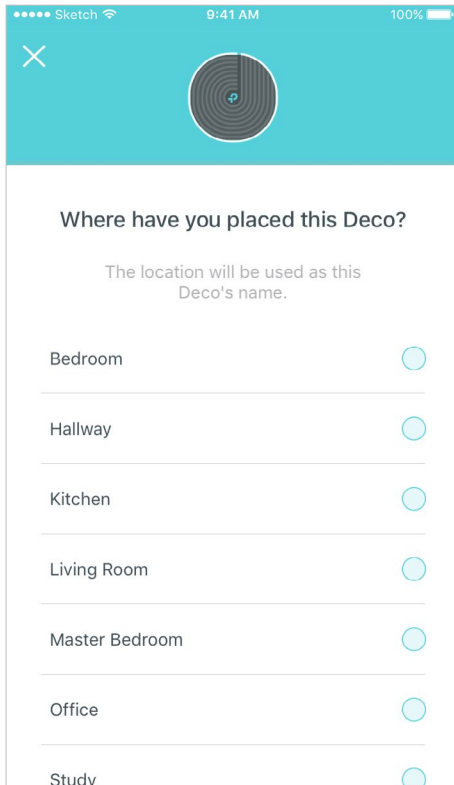 Sketch 9:41 AM 100%
Where have you placed this Deco?
The location will be used as this
Deco's name.
Bedroom
Hallway
Kitchen
Living Room
Master Bedroom
Office
Study